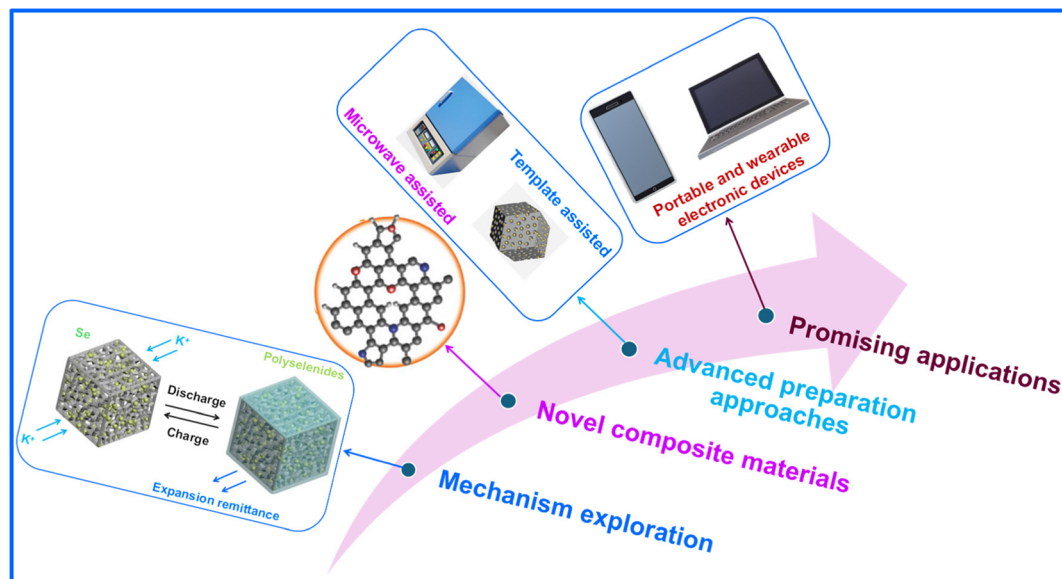 Microwave assisted
Template assisted
Portable and wearable
electronic devices
Se
K⁺
Polyselenides
Discharge
Charge
K⁺
Expansion remittance
Promising applications
Advanced preparation
approaches
Novel composite materials
Mechanism exploration